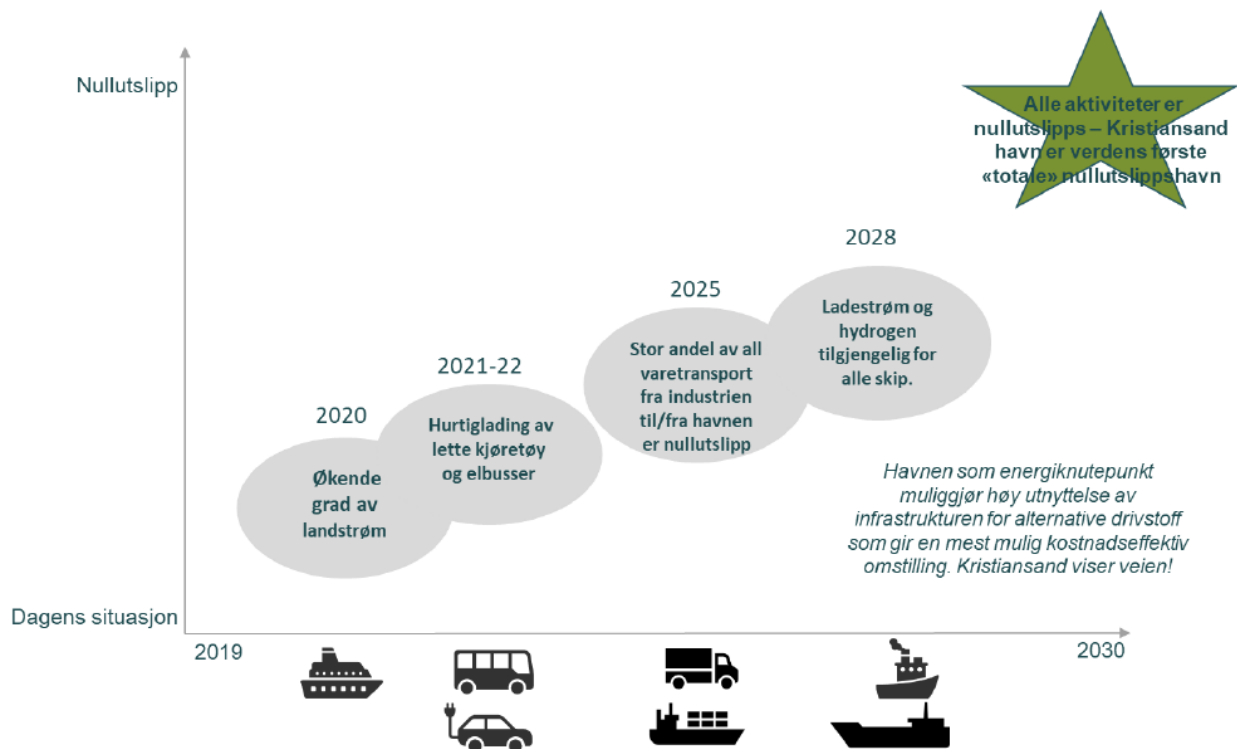 Nullutslipp
Alle aktiviteter er
nullutslipps – Kristiansand
havn er verdens første
«totale» nullutslippshavn
2028
Ladestrøm og
hydrogen
tilgjengelig for
alle skip.
2025
Stor andel av all
varetransport
fra industrien
til/fra havnen
er nullutslipp
2021-22
Hurtiglading av
lette kjøretøy
og elbusser
2020
Økende
grad av
landstrøm
Havnen som energiknutepunkt
muliggjør høy utnyttelse av
infrastrukturen for alternative drivstoff
som gir en mest mulig kostnadseffektiv
omstilling. Kristiansand viser veien!
Dagens situasjon
2019
2030